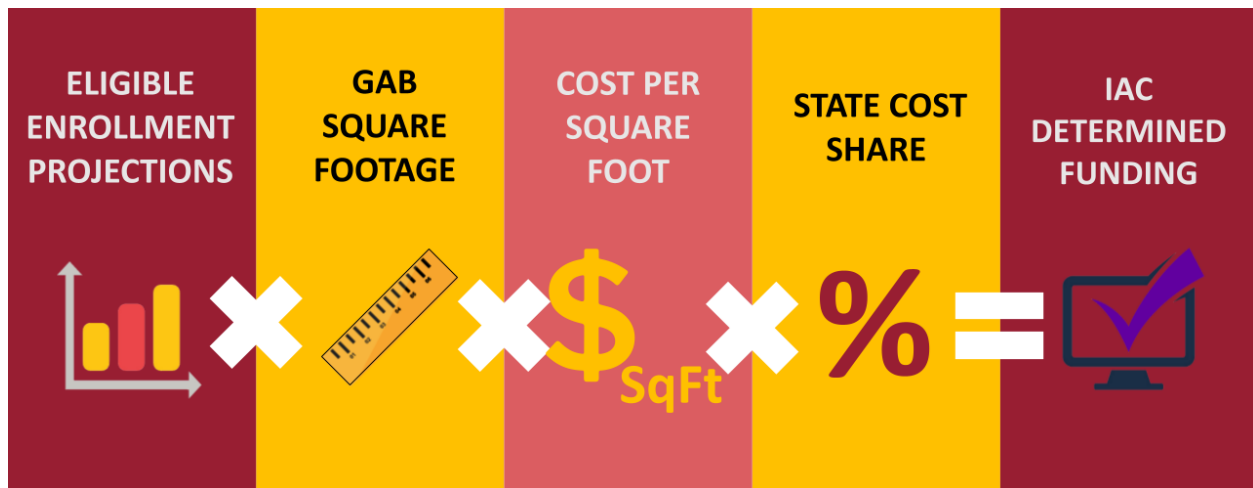 ELIGIBLE
ENROLLMENT
PROJECTIONS
GAB
SQUARE
FOOTAGE
COST PER
SQUARE
FOOT
STATE COST
SHARE
IAC
DETERMINED
FUNDING
$
SqFt
%
=